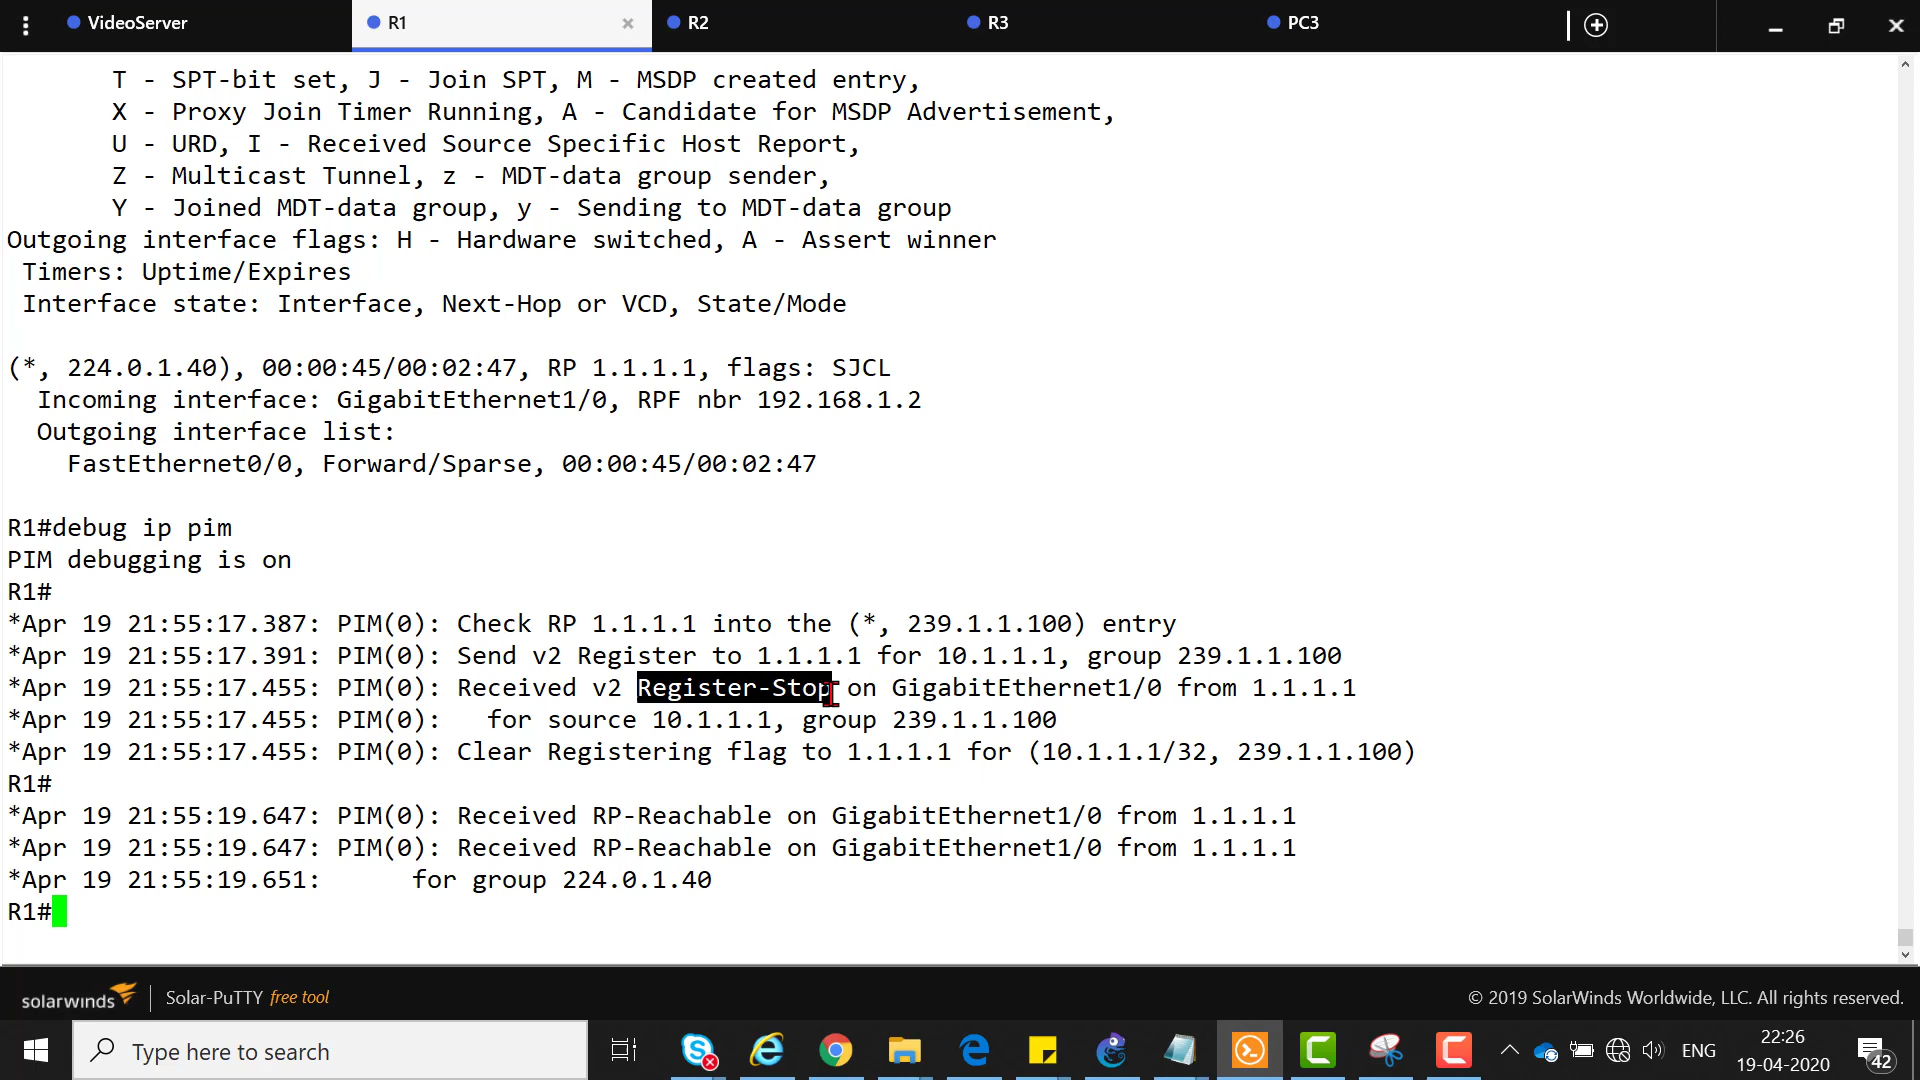 VideoServer
R1
R2
R3
PC3
T - SPT-bit set, J - Join SPT, M - MSDP created entry,
X - Proxy Join Timer Running, A - Candidate for MSDP Advertisement,
U - URD, I - Received Source Specific Host Report,
Z - Multicast Tunnel, z - MDT-data group sender,
Y - Joined MDT-data group, y - Sending to MDT-data group
Outgoing interface flags: H - Hardware switched, A - Assert winner
Timers: Uptime/Expires
Interface state: Interface, Next-Hop or VCD, State/Mode
(*, 224.0.1.40), 00:00:45/00:02:47, RP 1.1.1.1, flags: SJCL
Incoming interface: GigabitEthernet1/0, RPF nbr 192.168.1.2
Outgoing interface list:
FastEthernet0/0, Forward/Sparse, 00:00:45/00:02:47
R1#debug ip pim
PIM debugging is on
R1#
*Apr 19 21:55:17.387: PIM(0): Check RP 1.1.1.1 into the (*, 239.1.1.100) entry
*Apr 19 21:55:17.391: PIM(0): Send v2 Register to 1.1.1.1 for 10.1.1.1, group 239.1.1.100
*Apr 19 21:55:17.455: PIM(0): Received v2 Register-Stop on GigabitEthernet1/0 from 1.1.1.1
*Apr 19 21:55:17.455: PIM(0):   for source 10.1.1.1, group 239.1.1.100
*Apr 19 21:55:17.455: PIM(0): Clear Registering flag to 1.1.1.1 for (10.1.1.1/32, 239.1.1.100)
R1#
*Apr 19 21:55:19.647: PIM(0): Received RP-Reachable on GigabitEthernet1/0 from 1.1.1.1
*Apr 19 21:55:19.647: PIM(0): Received RP-Reachable on GigabitEthernet1/0 from 1.1.1.1
*Apr 19 21:55:19.651:      for group 224.0.1.40
R1#
solarwinds
Solar-PuTTY free tool
© 2019 SolarWinds Worldwide, LLC. All rights reserved.
Type here to search
ENG
22:26
19-04-2020
42